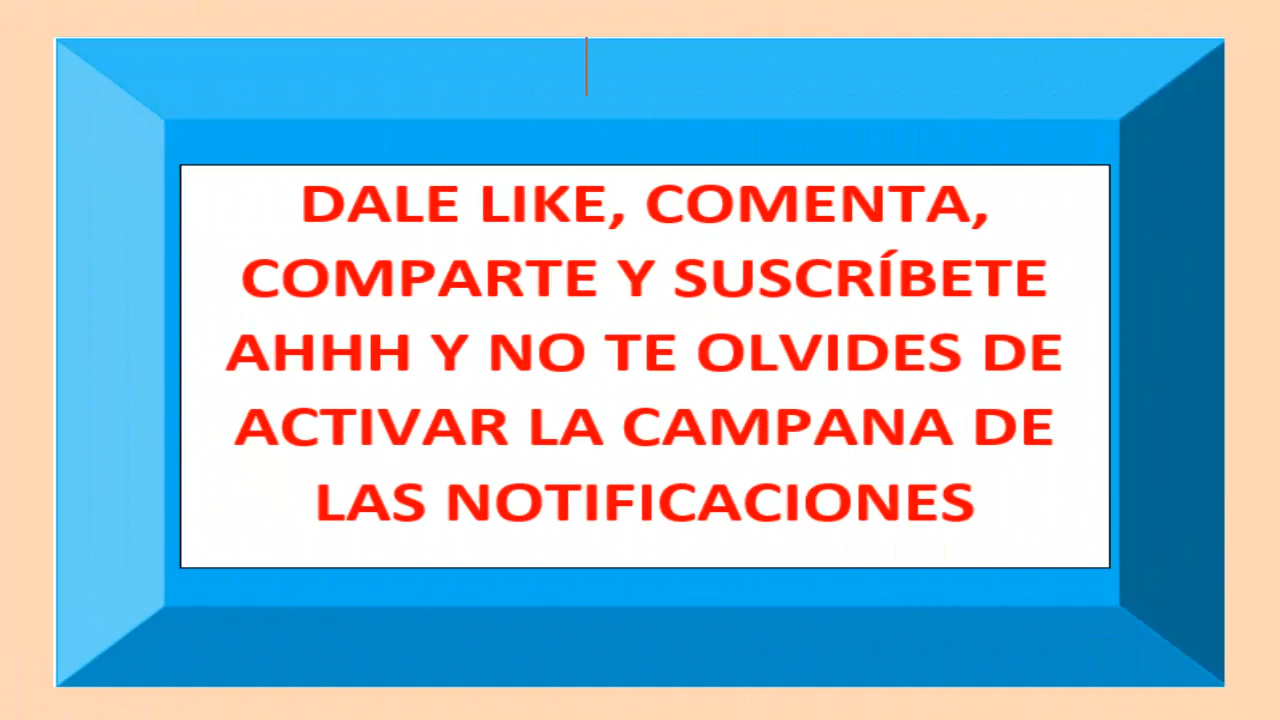 DALE LIKE, COMENTA,
COMPARTE Y SUSCRÍBETE
AHHH Y NO TE OLVIDES DE
ACTIVAR LA CAMPANA DE
LAS NOTIFICACIONES